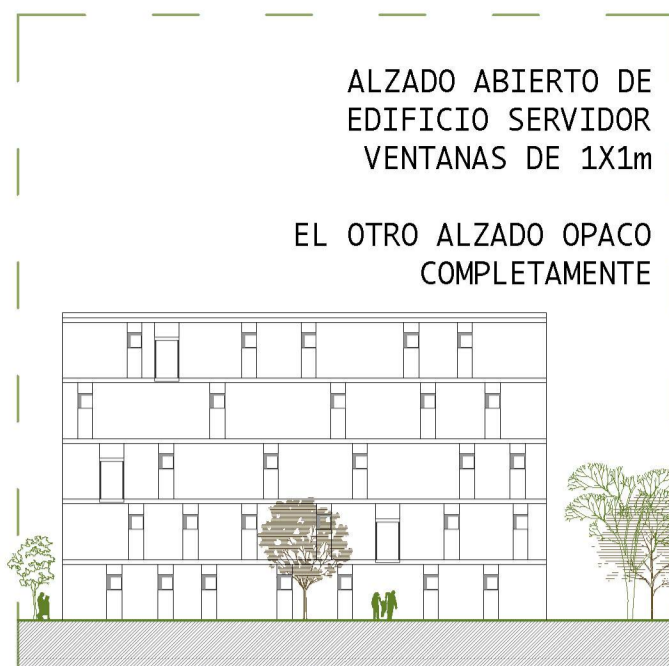 ALZADO ABIERTO DE
EDIFICIO SERVIDOR
VENTANAS DE 1X1m
EL OTRO ALZADO OPACO
COMPLETAMENTE